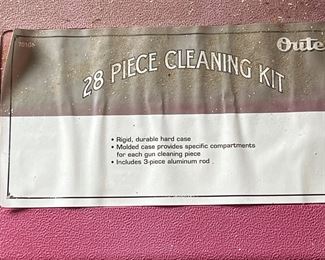 28 PIECE CLEANING KIT
Oute
• Rigid, durable hard case
• Molded case provides specific compartments
for each gun cleaning piece
• Includes 3-piece aluminum rod